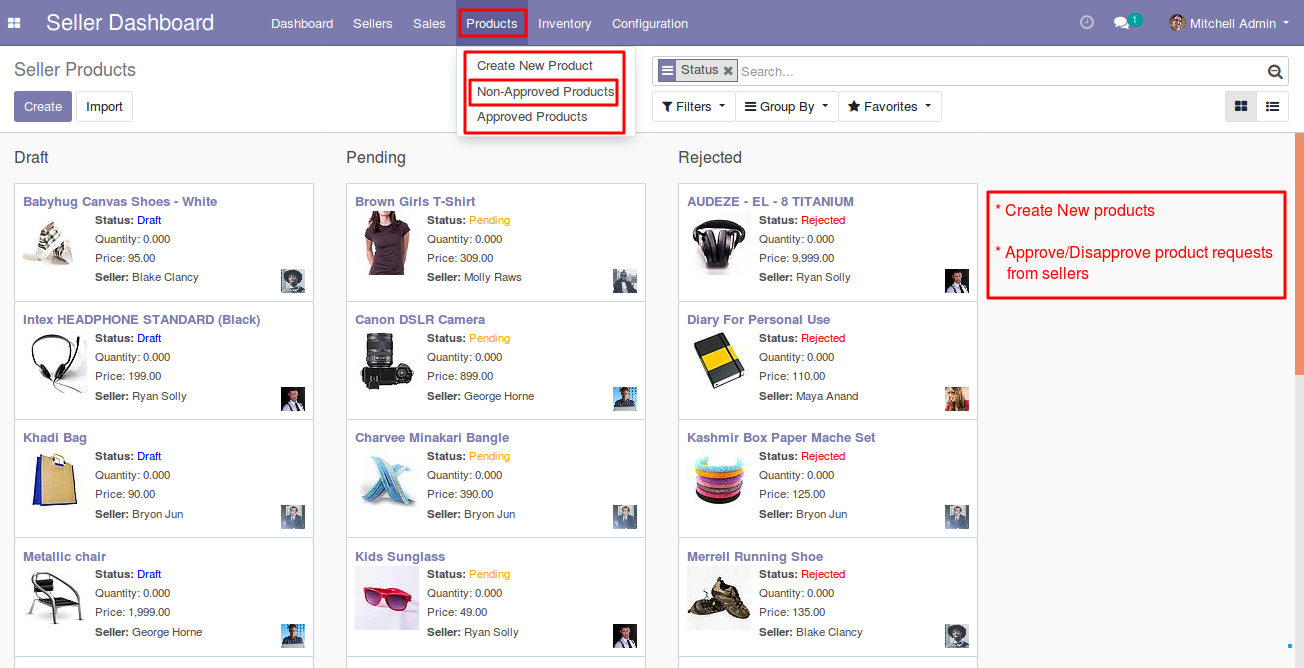 Seller Dashboard
Dashboard Sellers Sales Products Inventory Configuration
1 Mitchell Admin
Seller Products
Create Import
Create New Product
Non-Approved Products
Approved Products
Status Search...
Filters Group By Favorites
Draft
Babyhug Canvas Shoes - White
Status: Draft
Quantity: 0.000
Price: 95.00
Seller: Blake Clancy
Intex HEADPHONE STANDARD (Black)
Status: Draft
Quantity: 0.000
Price: 199.00
Seller: Ryan Solly
Khadi Bag
Status: Draft
Quantity: 0.000
Price: 90.00
Seller: Bryon Jun
Metallic chair
Status: Draft
Quantity: 0.000
Price: 1,999.00
Seller: George Horne
Pending
Brown Girls T-Shirt
Status: Pending
Quantity: 0.000
Price: 309.00
Seller: Molly Raws
Canon DSLR Camera
Status: Pending
Quantity: 0.000
Price: 899.00
Seller: George Horne
Charvee Minakari Bangle
Status: Pending
Quantity: 0.000
Price: 390.00
Seller: Bryon Jun
Kids Sunglass
Status: Pending
Quantity: 0.000
Price: 49.00
Seller: Ryan Solly
Rejected
AUDEZE - EL - 8 TITANIUM
Status: Rejected
Quantity: 0.000
Price: 9,999.00
Seller: Ryan Solly
Diary For Personal Use
Status: Rejected
Quantity: 0.000
Price: 110.00
Seller: Maya Anand
Kashmir Box Paper Mache Set
Status: Rejected
Quantity: 0.000
Price: 125.00
Seller: Bryon Jun
Merrell Running Shoe
Status: Rejected
Quantity: 0.000
Price: 135.00
Seller: Blake Clancy
* Create New products
* Approve/Disapprove product requests
from sellers